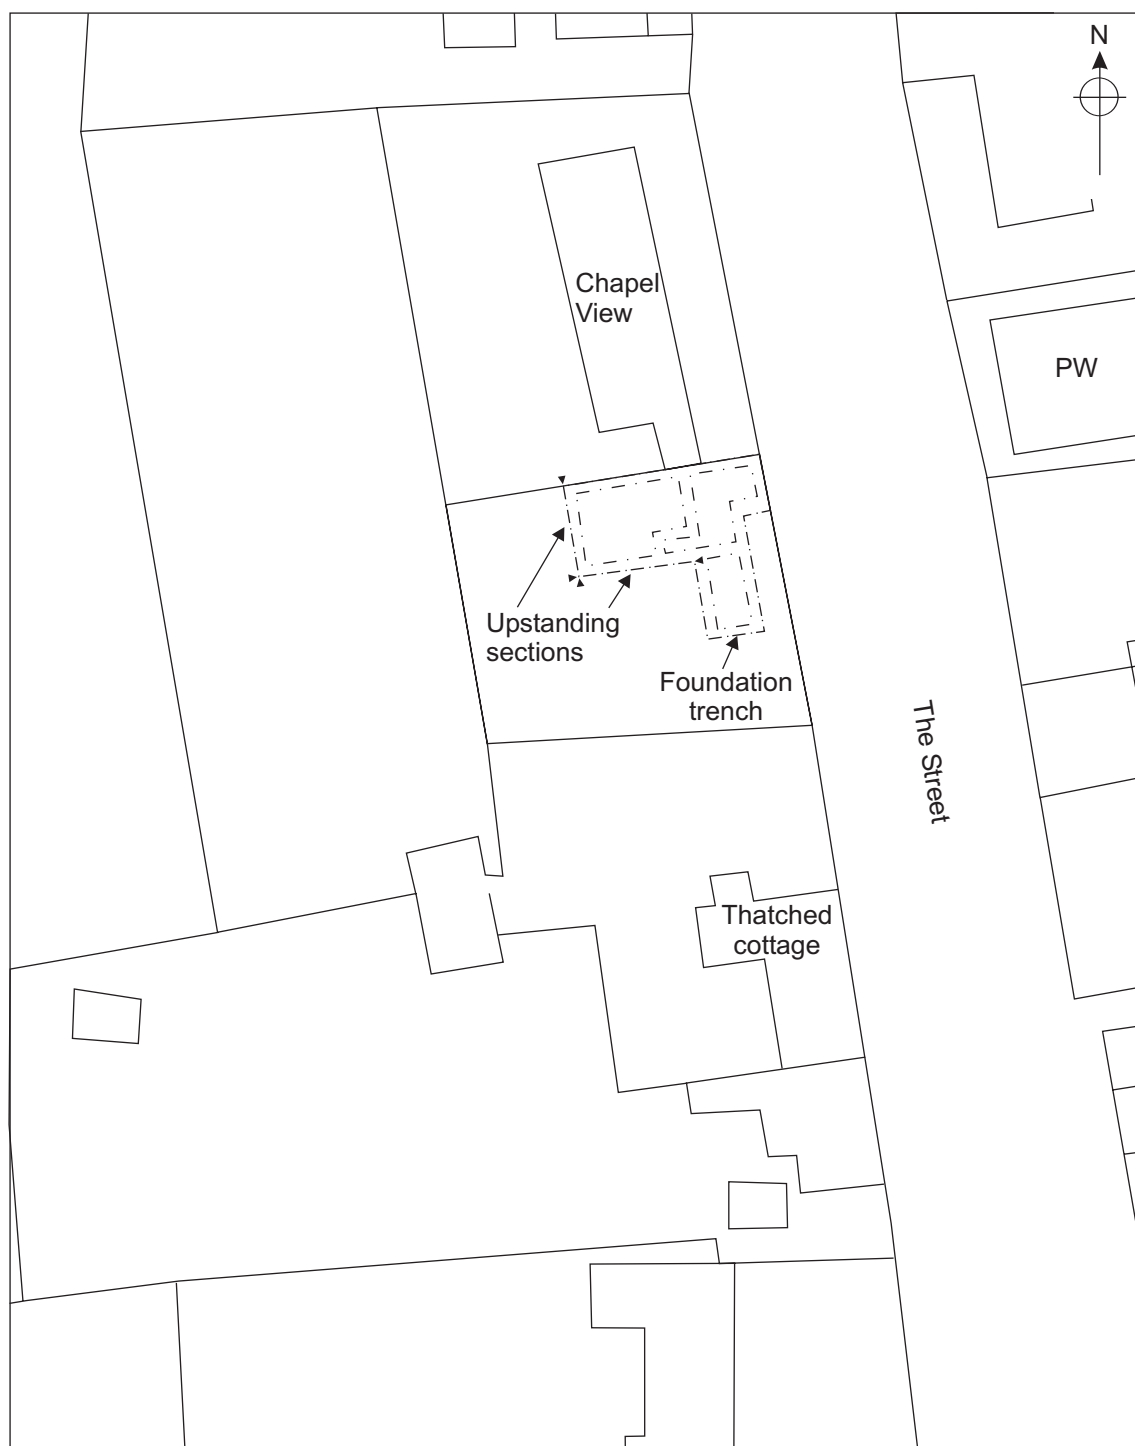 N
Chapel
View
PW
Upstanding
sections
Foundation
trench
The Street
Thatched
cottage